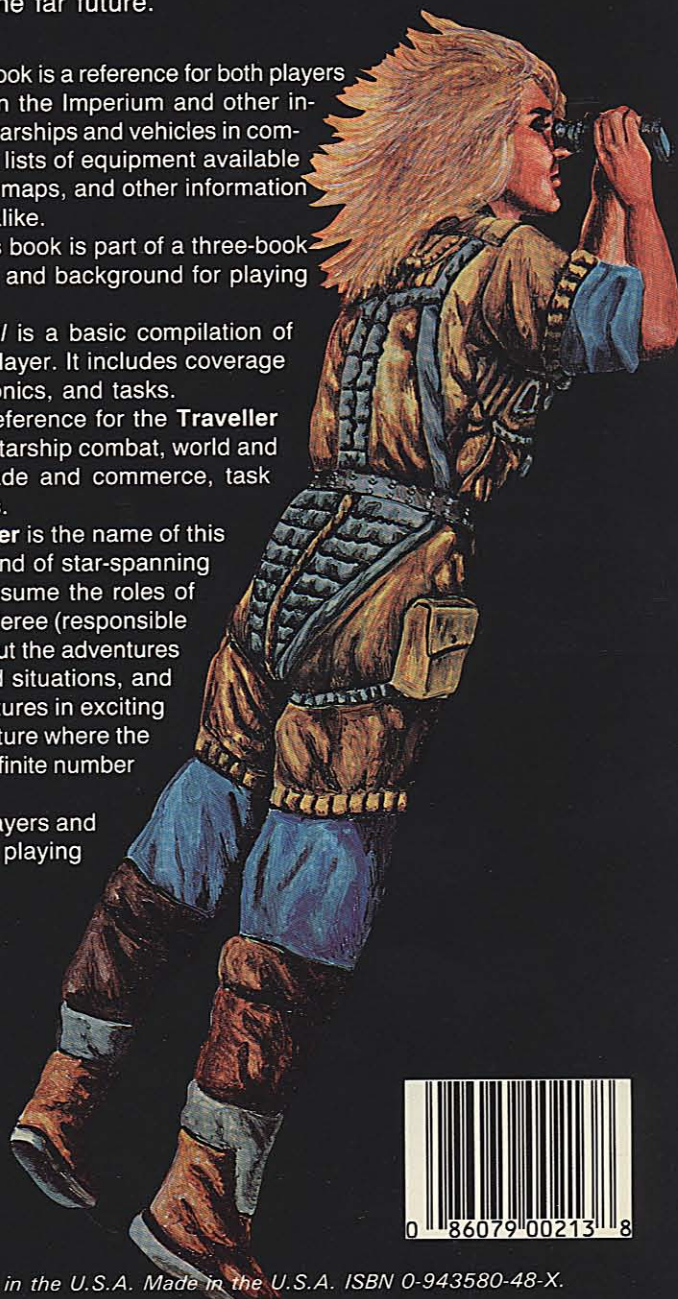 he far future.
ook is a reference for both players
n the Imperium and other in-
arships and vehicles in com-
lists of equipment available
maps, and other information
like.
s book is part of a three-book
and background for playing
l is a basic compilation of
layer. It includes coverage
onics, and tasks.
eference for the Traveller
tarship combat, world and
ade and commerce, task
s.
er is the name of this
nd of star-spanning
sume the roles of
eree (responsible
ut the adventures
d situations, and
tures in exciting
ture where the
finite number
ayers and
playing
0 86079 00213 8
in the U.S.A. Made in the U.S.A. ISBN 0-943580-48-X.